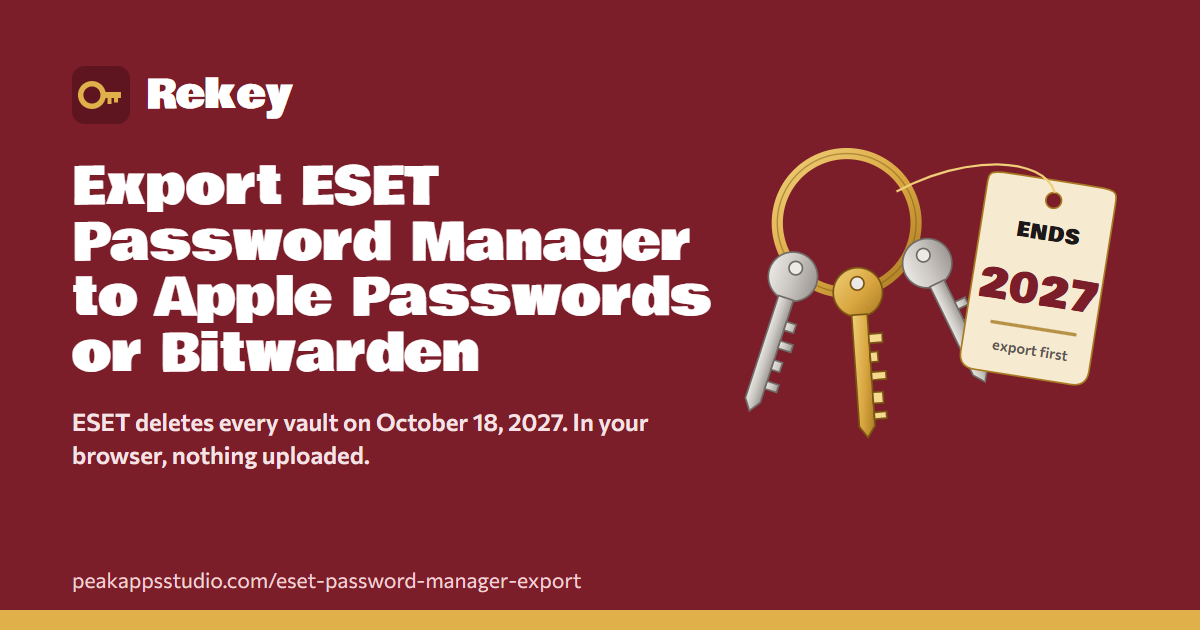 Rekey
Export ESET
Password Manager
to Apple Passwords
or Bitwarden
ESET deletes every vault on October 18, 2027. In your
browser, nothing uploaded.
ENDS
2027
export first
peakappsstudio.com/eset-password-manager-export